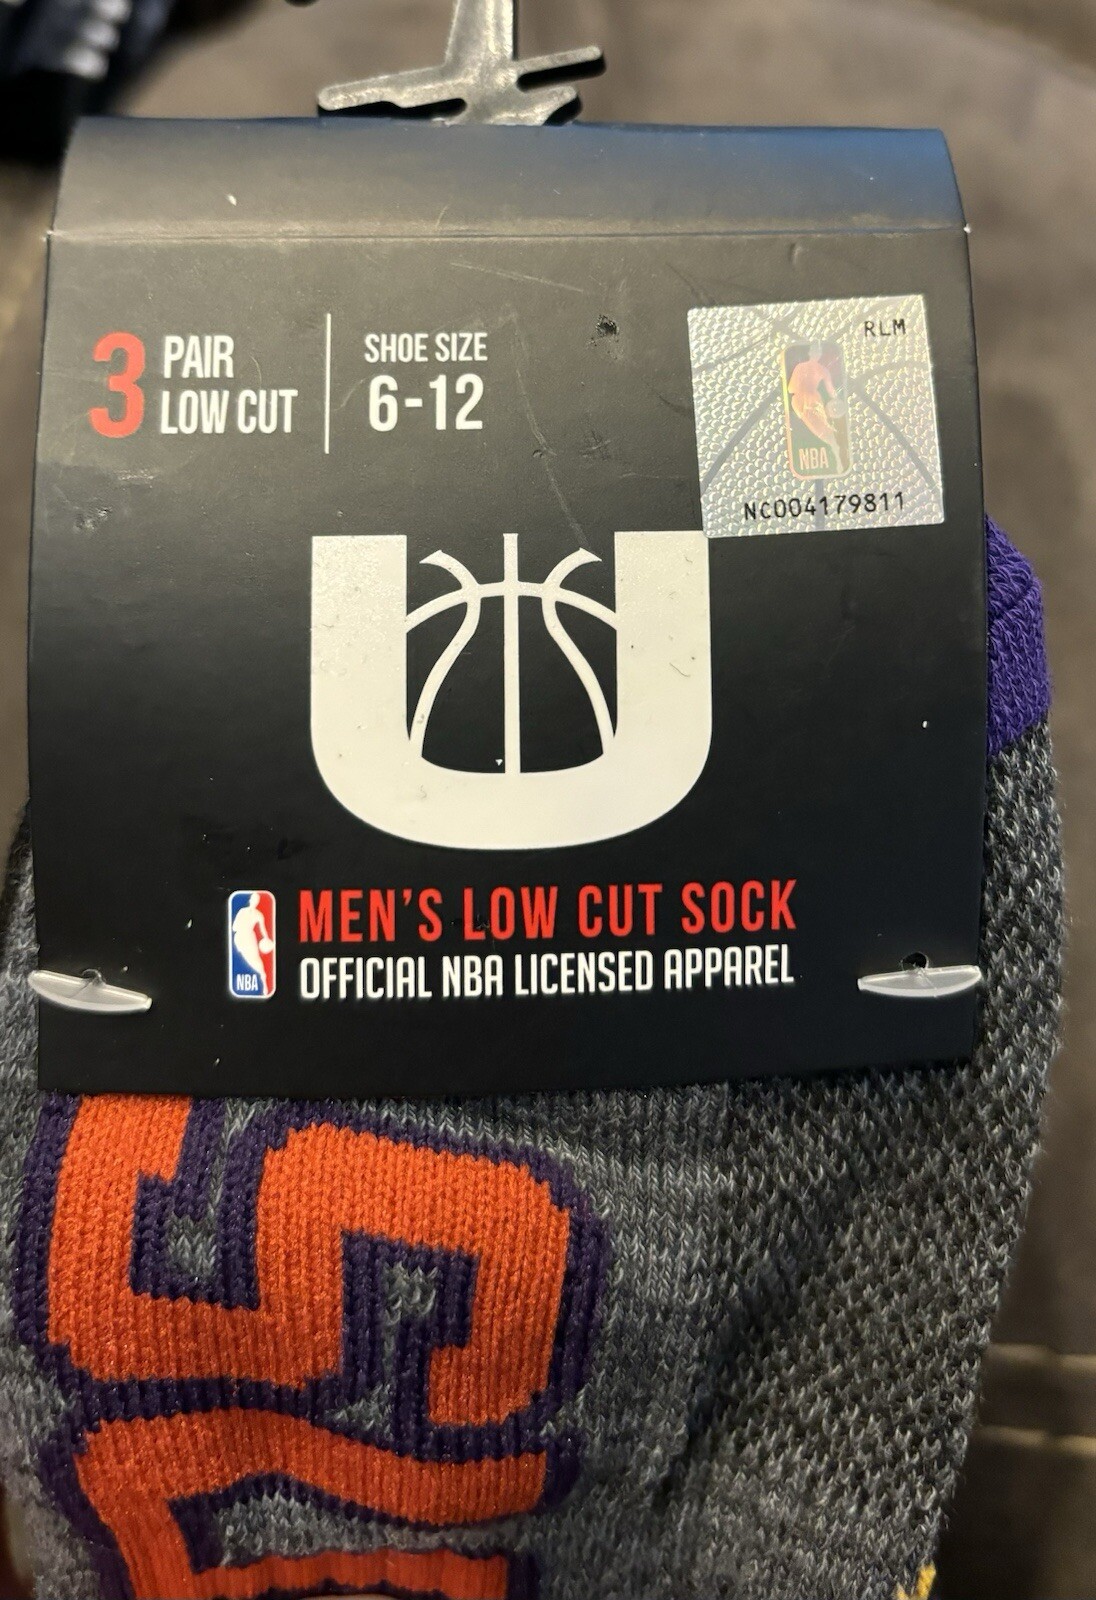 3 PAIR
LOW CUT
SHOE SIZE
6-12
RLM
NBA
NC004179811
U
NBA
MEN'S LOW CUT SOCK
OFFICIAL NBA LICENSED APPAREL